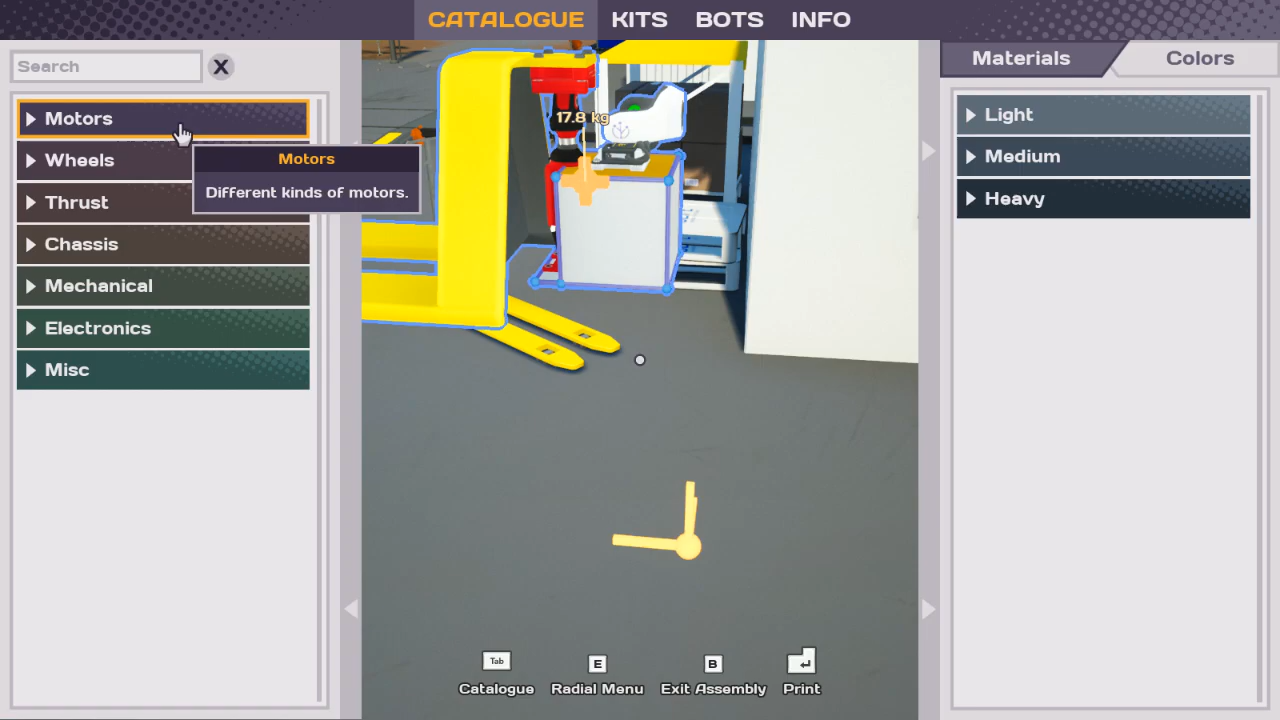 CATALOGUE KITS BOTS INFO
Search X
Motors
Wheels
Thrust
Chassis
Mechanical
Electronics
Misc
Motors
Different kinds of motors.
17.8 kg
Materials Colors
Light
Medium
Heavy
Tab E B
Catalogue Radial Menu Exit Assembly Print